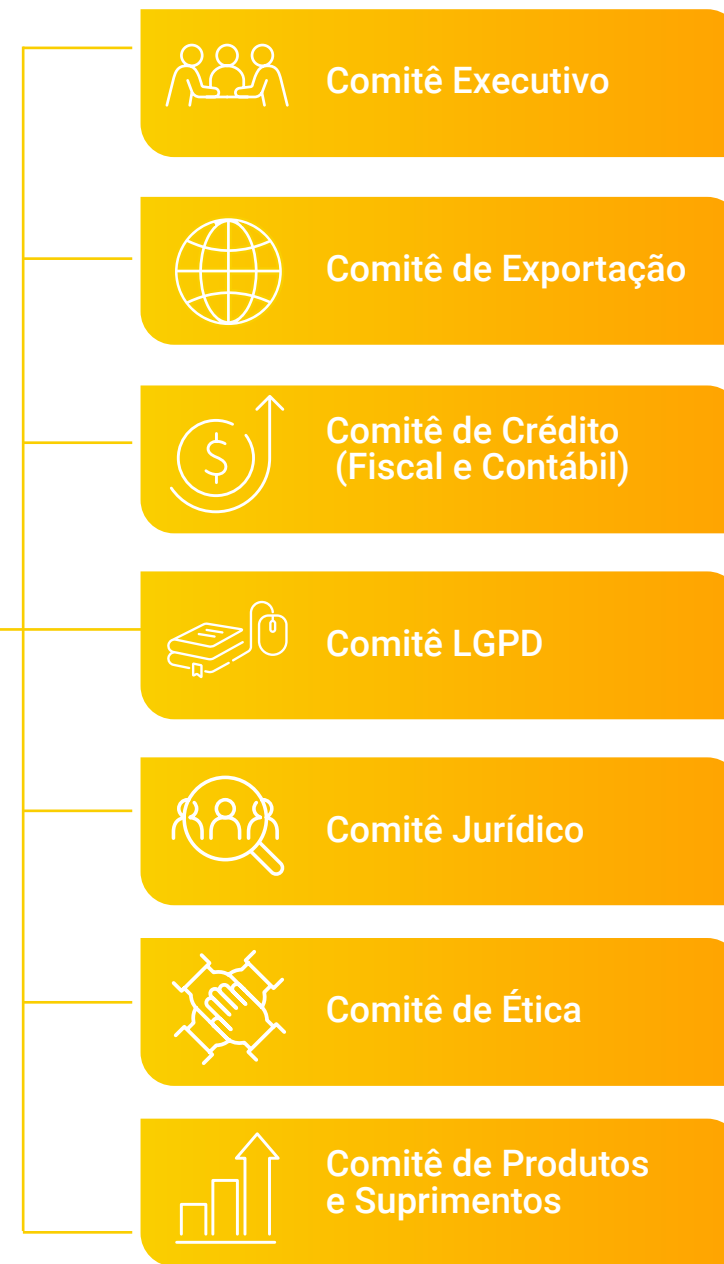 Comitê Executivo
Comitê de Exportação
Comitê de Crédito
(Fiscal e Contábil)
Comitê LGPD
Comitê Jurídico
Comitê de Ética
Comitê de Produtos
e Suprimentos